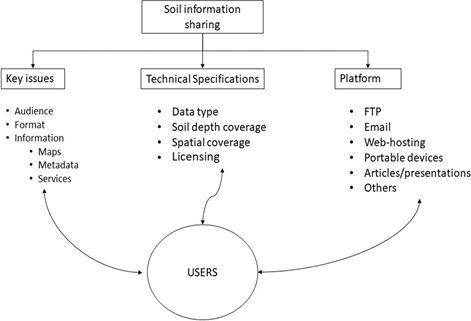 Soil information
sharing
Key issues
Technical Specifications
Platform
• Audience
• Format
• Information
• Maps
• Metadata
• Services
• Data type
• Soil depth coverage
• Spatial coverage
• Licensing
• FTP
• Email
• Web-hosting
• Portable devices
• Articles/presentations
• Others
USERS